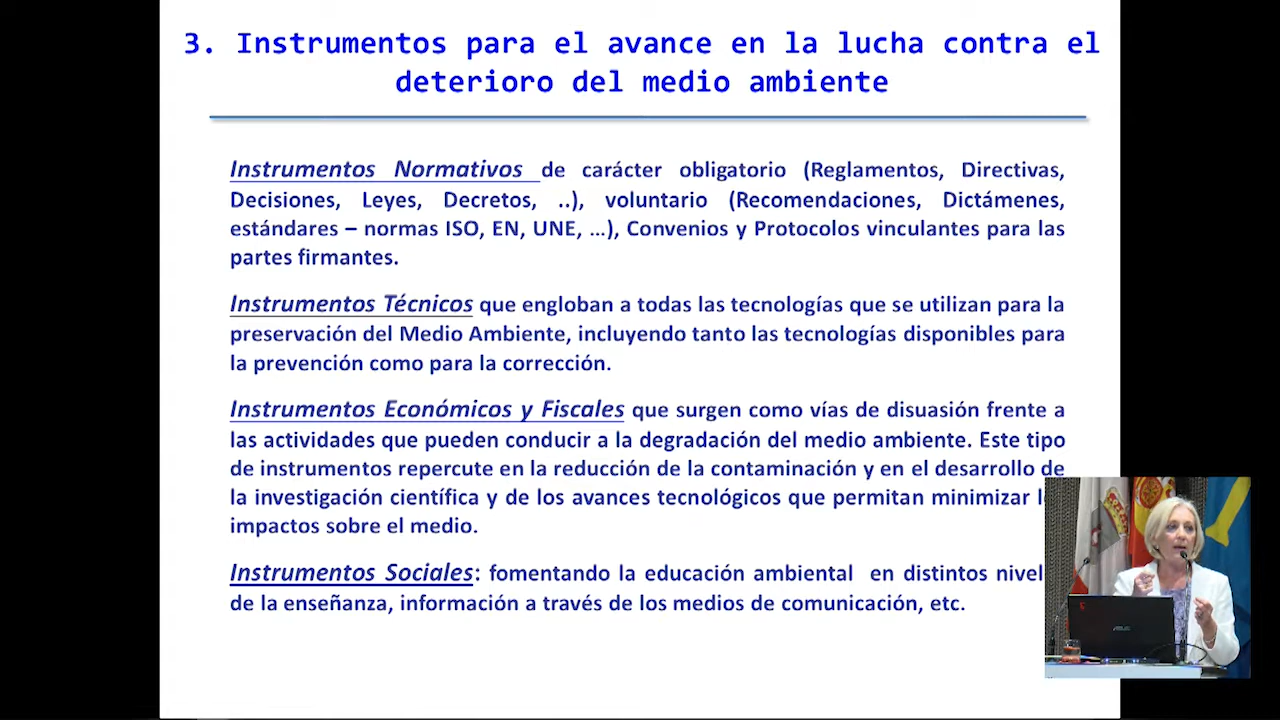 3. Instrumentos para el avance en la lucha contra el
deterioro del medio ambiente
Instrumentos Normativos de carácter obligatorio (Reglamentos, Directivas,
Decisiones, Leyes, Decretos, ..), voluntario (Recomendaciones, Dictámenes,
estándares – normas ISO, EN, UNE, …), Convenios y Protocolos vinculantes para las
partes firmantes.
Instrumentos Técnicos que engloban a todas las tecnologías que se utilizan para la
preservación del Medio Ambiente, incluyendo tanto las tecnologías disponibles para
la prevención como para la corrección.
Instrumentos Económicos y Fiscales que surgen como vías de disuasión frente a
las actividades que pueden conducir a la degradación del medio ambiente. Este tipo
de instrumentos repercute en la reducción de la contaminación y en el desarrollo de
la investigación científica y de los avances tecnológicos que permitan minimizar l
impactos sobre el medio.
Instrumentos Sociales: fomentando la educación ambiental en distintos nivel
de la enseñanza, información a través de los medios de comunicación, etc.
ASUS